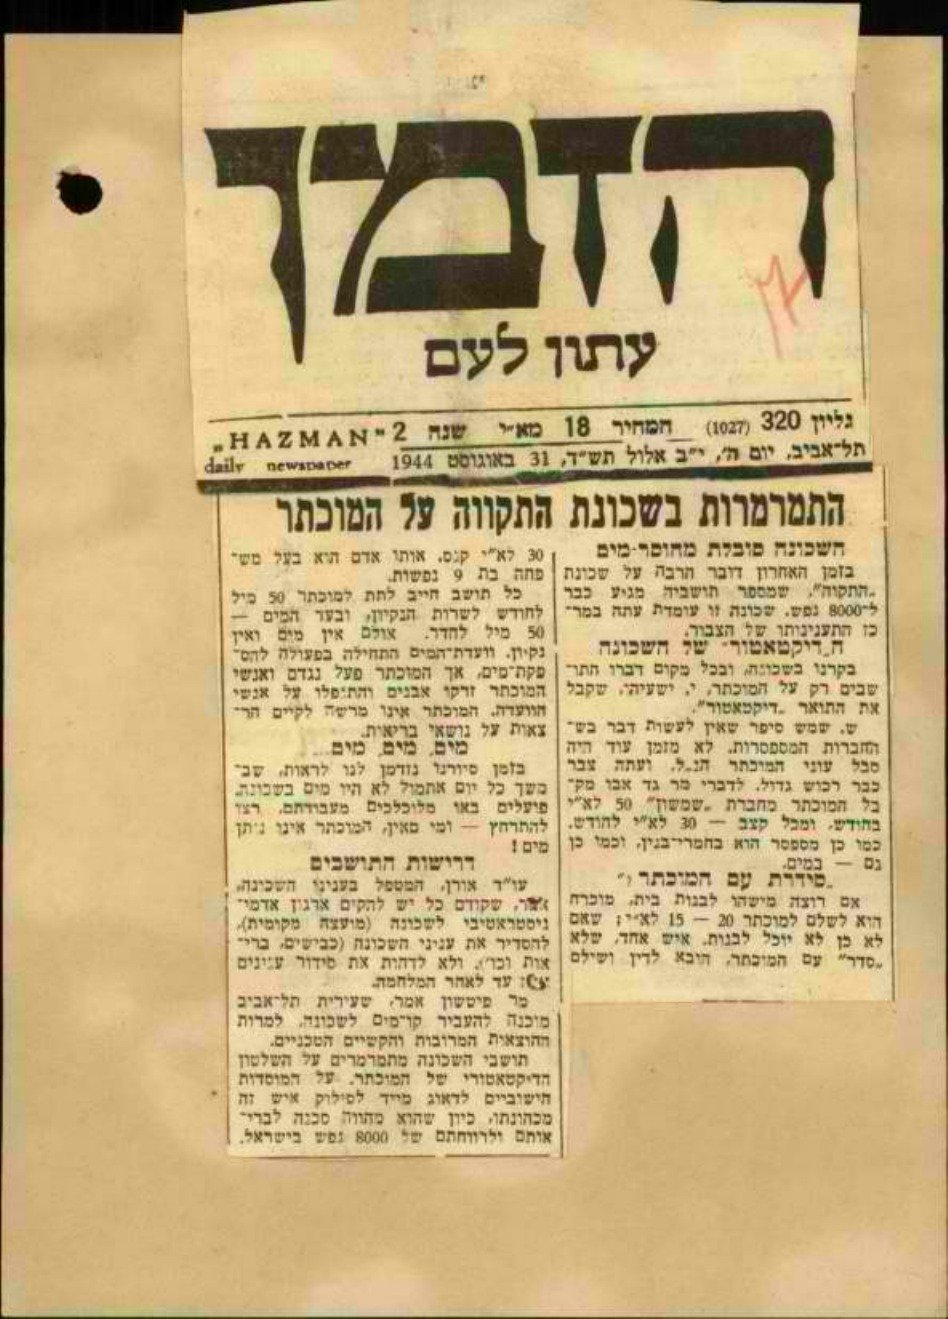 הזמן
עתון לעם
גליון 320 (1027) המחיר 18 מא״י שנה 2 "HAZMAN"
תל־אביב, יום ה׳, י״ב אלול תש״ד, 31 באוגוסט 1944 daily newspaper
התמרמרות בשכונת התקווה על המוכתר
השכונה סובלת מחוסר־מים
בזמן האחרון דובר הרבה על שכונת
„התקוה", שמספר תושביה מגיע כבר
ל־8000 נפש. שכונה זו עומדת עתה במר־
כז התענינותו של הצבור.
ה„דיקטאטור" של השכונה
בקרנו בשכונה, ובכל מקום דברו התו־
שבים רק על המוכתר, י. ישעיהו, שקבל
את התואר „דיקטאטור".
ש. שמש סיפר שאין לעשות דבר בש־
החברות המספסרות. לא מזמן עוד היה
סבל עוני המוכתר הנ״ל, ועתה צבר
כבר רכוש גדול. לדברי מר גד אבו מק־
בל המוכתר מחברת „שמשון" 50 לא״י
בחודש, ומכל קצב — 30 לא״י לחודש.
כמו כן מספסר הוא בחמרי־בנין, וכמו כן
גם — במים.
„סידרת עם המוכתר?"
אם רוצה מישהו לבנות בית, מוכרח
הוא לשלם למוכתר 20 — 15 לא״י; שאם
לא כן לא יוכל לבנות. איש אחד, שלא
„סדר" עם המוכתר, הובא לדין ושילם
30 לא״י קנס. אותו אדם הוא בעל מש־
פחה בת 9 נפשות.
כל תושב חייב לתת למוכתר 50 מיל
לחודש לשרות הנקיון, ובעד המים —
50 מיל לחדר. אולם אין מים ואין
נקיון. וועדת־המים התחילה בפעולה להס־
פקת־מים, אך המוכתר פעל נגדם ואנשי
המוכתר זרקו אבנים והתנפלו על אנשי
הוועדה. המוכתר אינו מרשה לקיים הר־
צאות על נושאי בריאות.
מים, מים, מים...
בזמן סיורנו נזדמן לנו לראות, שב־
משך כל יום אתמול לא היו מים בשכונה.
פועלים באו מלוכלכים מעבודתם, רצו
להתרחץ — ומי מאין, המוכתר אינו נותן
מים!
דרישות התושבים
עו״ד אורן, המטפל בעניני השכונה,
אמר, שקודם כל יש להקים ארגון אדמי־
ניסטראטיבי לשכונה (מועצה מקומית),
להסדיר את עניני השכונה (כבישים, ברי־
אות וכו׳), ולא לדחות את סידור ענינים
עד לאחר המלחמה.
מר פיטשון אמר, שעירית תל־אביב
מוכנה להעביר קו־מים לשכונה, למרות
ההוצאות המרובות והקשיים הטכניים.
תושבי השכונה מתמרמרים על השלטון
הדיקטאטורי של המוכתר. על המוסדות
הישוביים לדאוג מייד לסילוק איש זה
מכהונתו, כיון שהוא מהווה סכנה לברי־
אותם ולרווחתם של 8000 נפש בישראל.